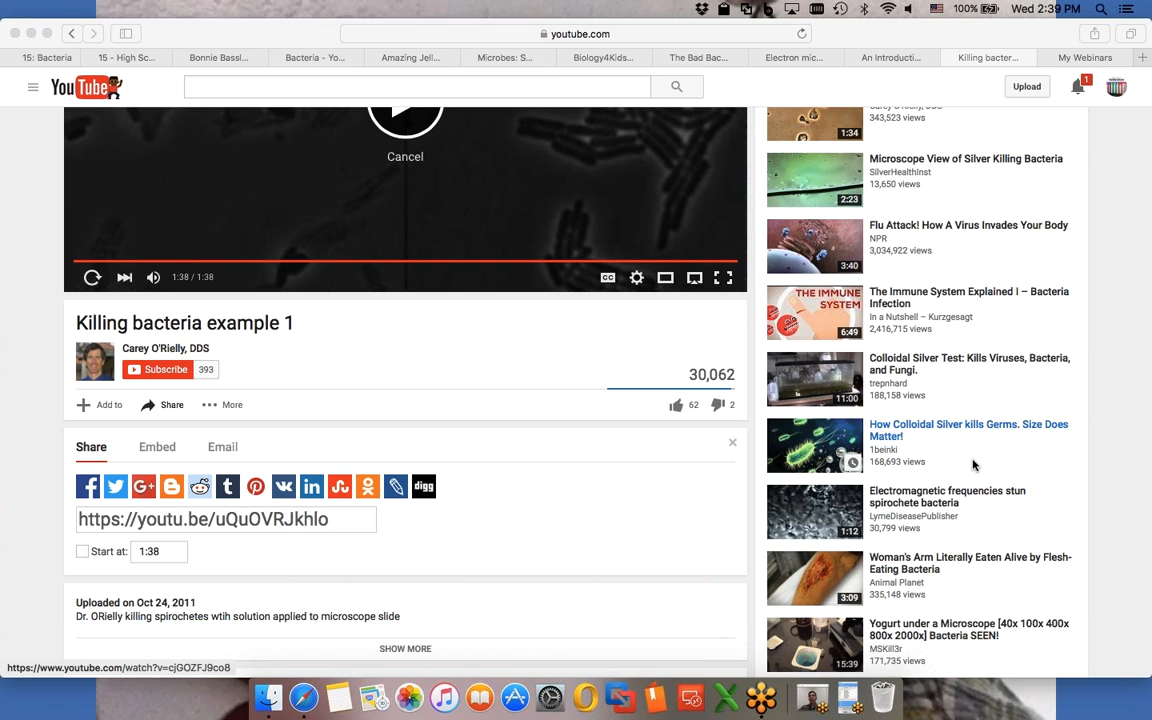 100%
Wed 2:39 PM
youtube.com
15: Bacteria
15 - High Sc...
Bonnie Bassl...
Bacteria - Yo...
Amazing Jell...
Microbes: S...
Biology4Kids...
The Bad Bac...
Electron mic...
An Introducti...
Killing bacter...
My Webinars
YouTube
Upload
1
Cancel
CC
1:38 / 1:38
Killing bacteria example 1
Carey O'Rielly, DDS
Subscribe 393
30,062
Add to
Share
More
62
2
Share
Embed
Email
digg
https://youtu.be/uQuOVRJkhlo
Start at: 1:38
Uploaded on Oct 24, 2011
Dr. ORielly killing spirochetes wtih solution applied to microscope slide
SHOW MORE
https://www.youtube.com/watch?v=cjGOZFJ9co8
Carey O'Rielly, DDS
343,523 views
1:34
Microscope View of Silver Killing Bacteria
SilverHealthInst
13,650 views
2:23
Flu Attack! How A Virus Invades Your Body
NPR
3,034,922 views
3:40
THE IMMUNE
SYSTEM
The Immune System Explained I – Bacteria
Infection
In a Nutshell – Kurzgesagt
2,416,715 views
6:49
Colloidal Silver Test: Kills Viruses, Bacteria,
and Fungi.
trepnhard
188,158 views
11:00
How Colloidal Silver kills Germs. Size Does
Matter!
1beinki
168,693 views
Electromagnetic frequencies stun
spirochete bacteria
LymeDiseasePublisher
30,799 views
1:12
Woman's Arm Literally Eaten Alive by Flesh-
Eating Bacteria
Animal Planet
335,148 views
3:09
Yogurt under a Microscope [40x 100x 400x
800x 2000x] Bacteria SEEN!
MSKill3r
171,735 views
15:39